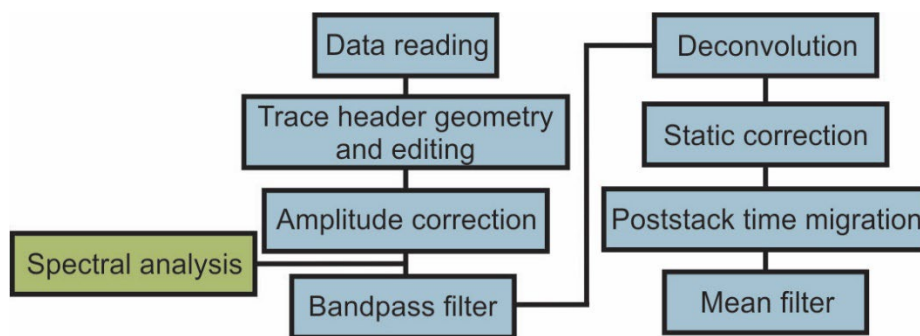 Data reading
Trace header geometry
and editing
Amplitude correction
Spectral analysis
Bandpass filter
Deconvolution
Static correction
Poststack time migration
Mean filter